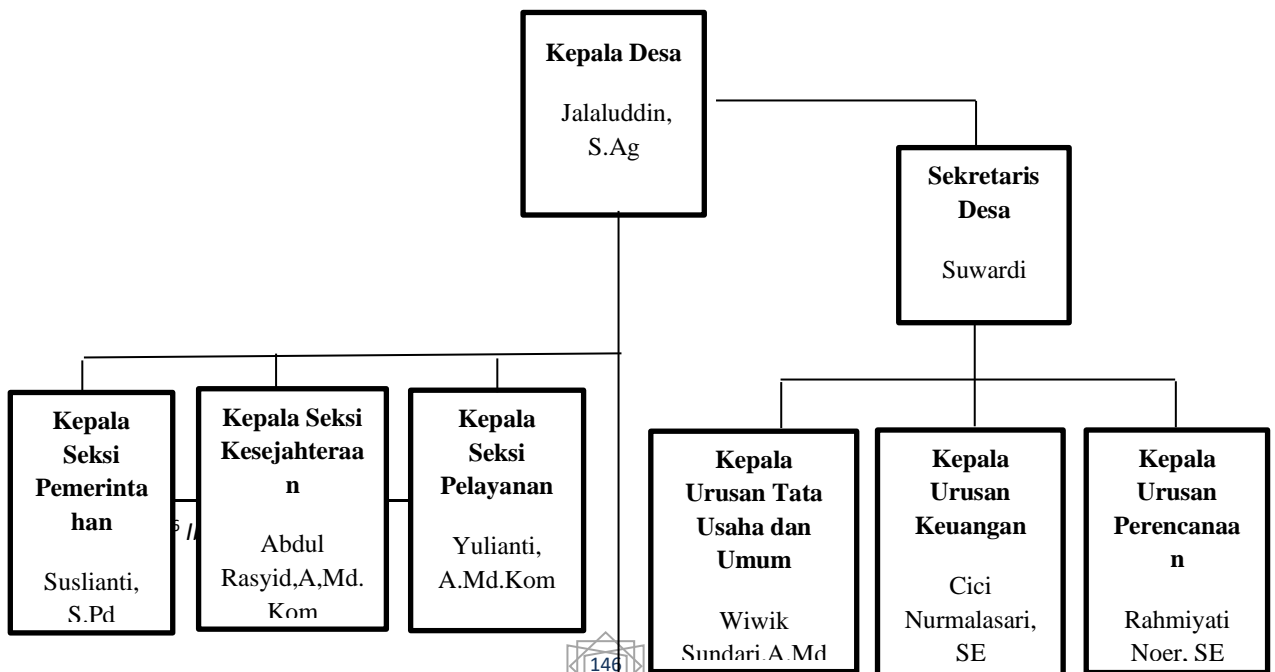 Kepala Desa
Jalaluddin,
S.Ag
Sekretaris
Desa
Suwardi
Kepala
Seksi
Pemerinta
han
Suslianti,
S.Pd
Kepala Seksi
Kesejahteraa
n
Abdul
Rasyid,A,Md.
Kom
Kepala
Seksi
Pelayanan
Yulianti,
A.Md.Kom
Kepala
Urusan Tata
Usaha dan
Umum
Wiwik
Sundari.A.Md
Kepala
Urusan
Keuangan
Cici
Nurmalasari,
SE
Kepala
Urusan
Perencanaa
n
Rahmiyati
Noer, SE
146